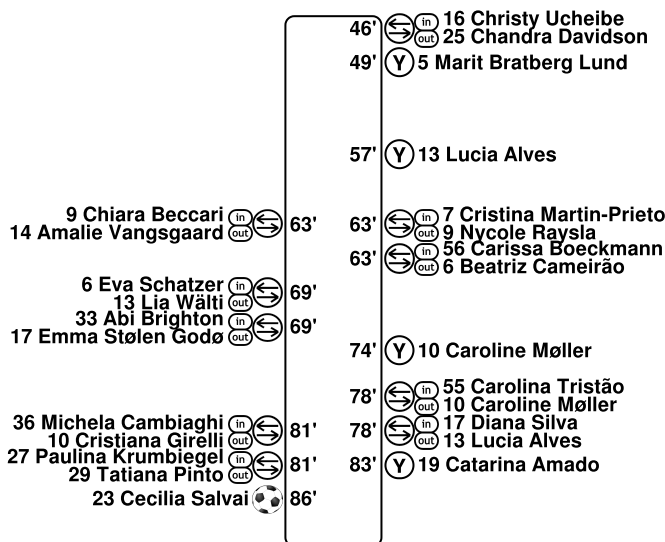 46' in 16 Christy Ucheibe
out 25 Chandra Davidson
49' Y 5 Marit Bratberg Lund
57' Y 13 Lucia Alves
9 Chiara Beccari in 63'
14 Amalie Vangsgaard out
63' in 7 Cristina Martin-Prieto
out 9 Nycole Raysla
63' in 56 Carissa Boeckmann
out 6 Beatriz Cameirão
6 Eva Schatzer in 69'
13 Lia Wälti out
33 Abi Brighton in 69'
17 Emma Stølen Godø out
74' Y 10 Caroline Møller
78' in 55 Carolina Tristão
out 10 Caroline Møller
36 Michela Cambiaghi in 81'
10 Cristiana Girelli out
78' in 17 Diana Silva
out 13 Lucia Alves
27 Paulina Krumbiegel in 81'
29 Tatiana Pinto out
83' Y 19 Catarina Amado
23 Cecilia Salvai 86'